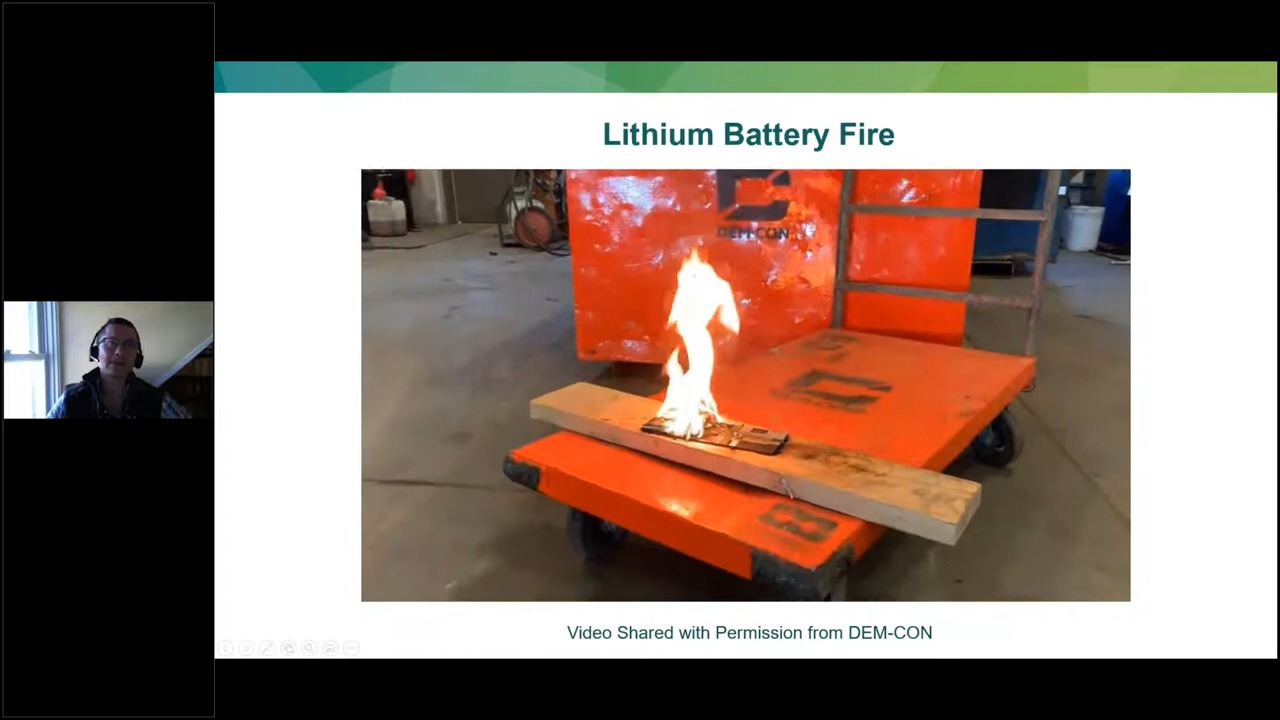 Lithium Battery Fire
DEM-CON
Video Shared with Permission from DEM-CON